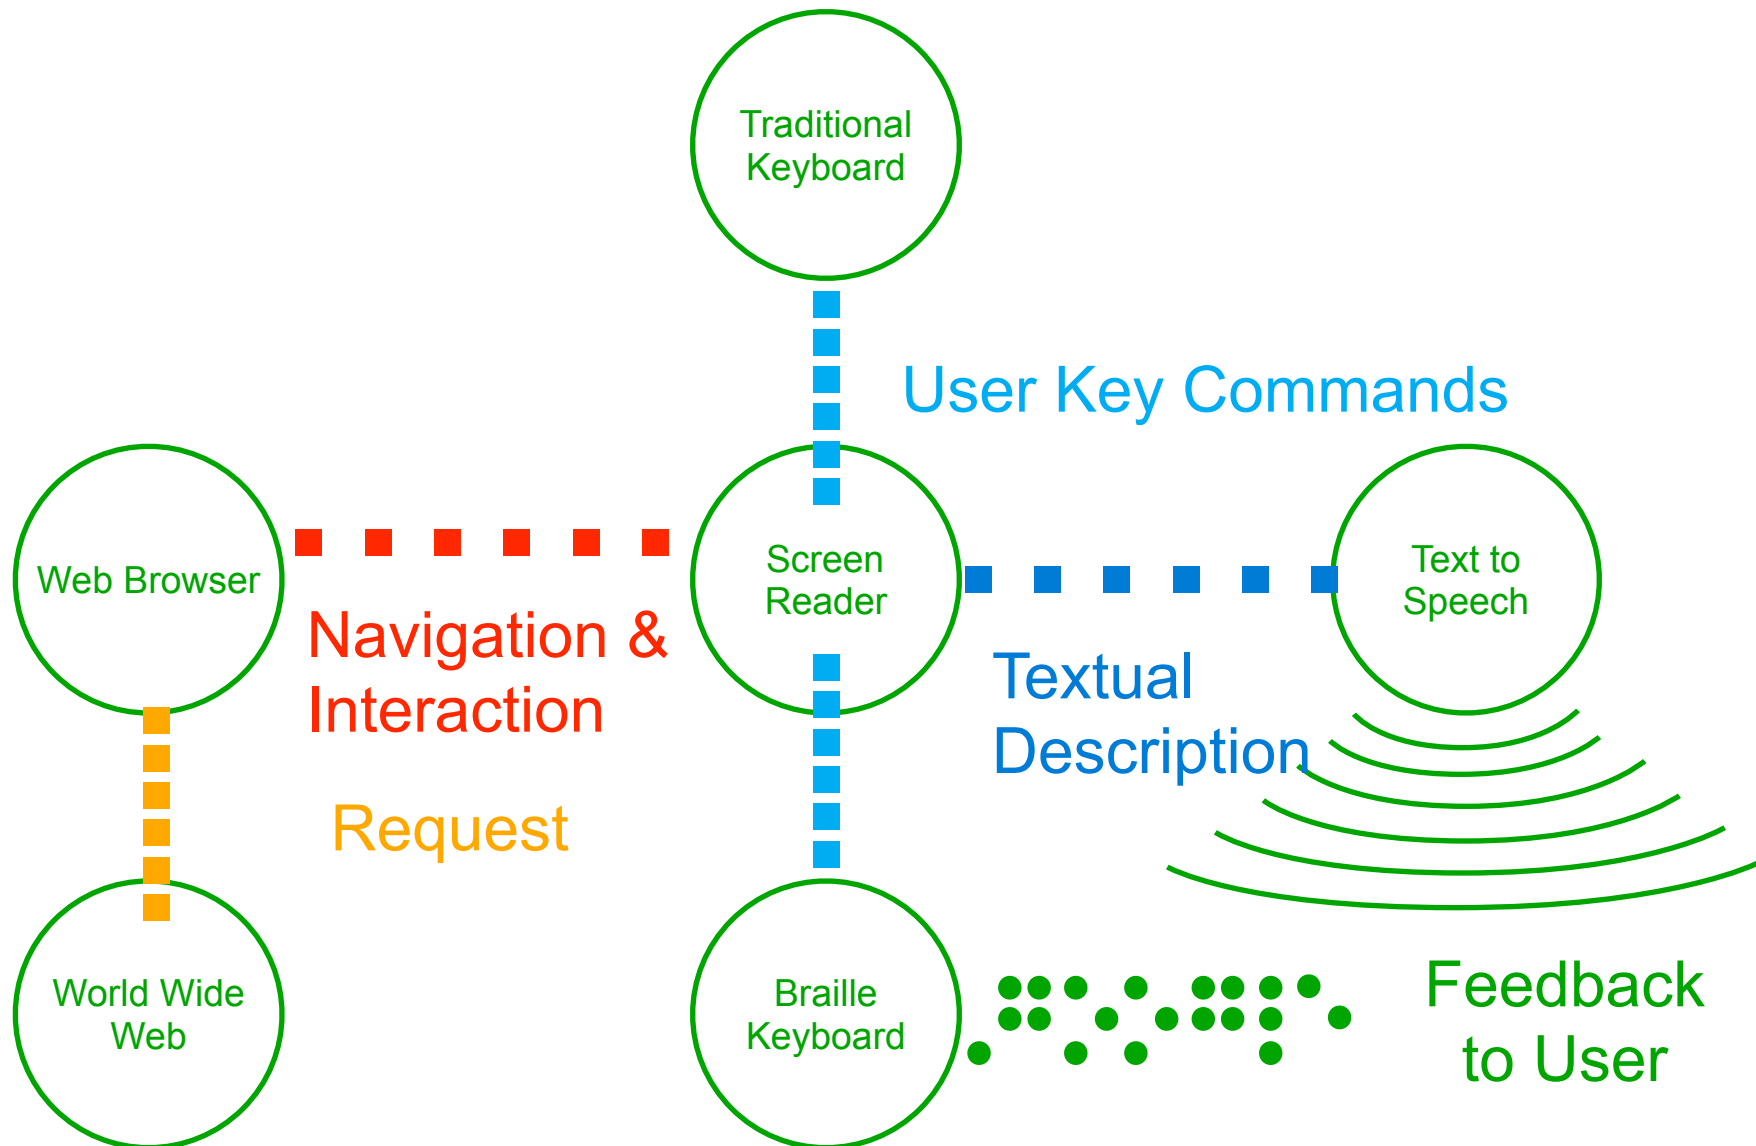 Traditional
Keyboard
User Key Commands
Web Browser
Screen
Reader
Text to
Speech
Navigation &
Interaction
Textual
Description
Request
World Wide
Web
Braille
Keyboard
Feedback
to User